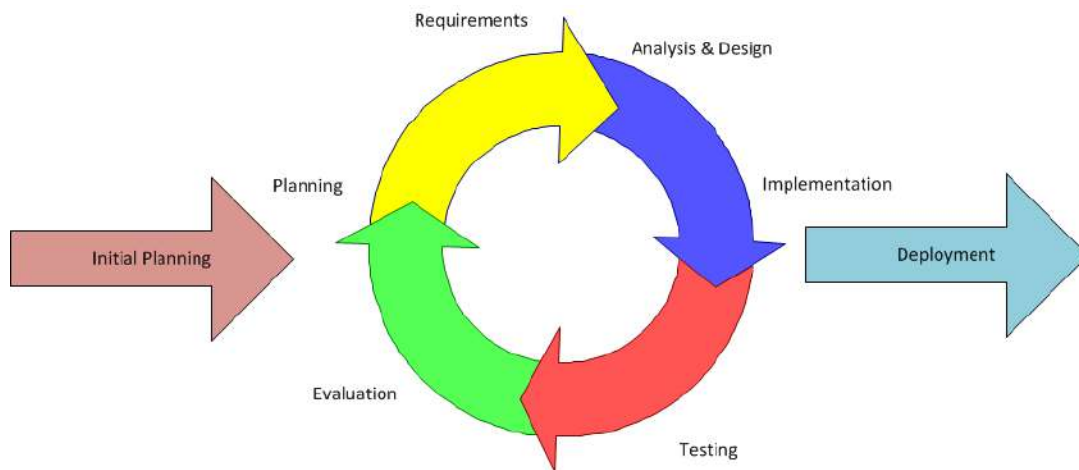 Requirements
Analysis & Design
Planning
Implementation
Initial Planning
Deployment
Evaluation
Testing